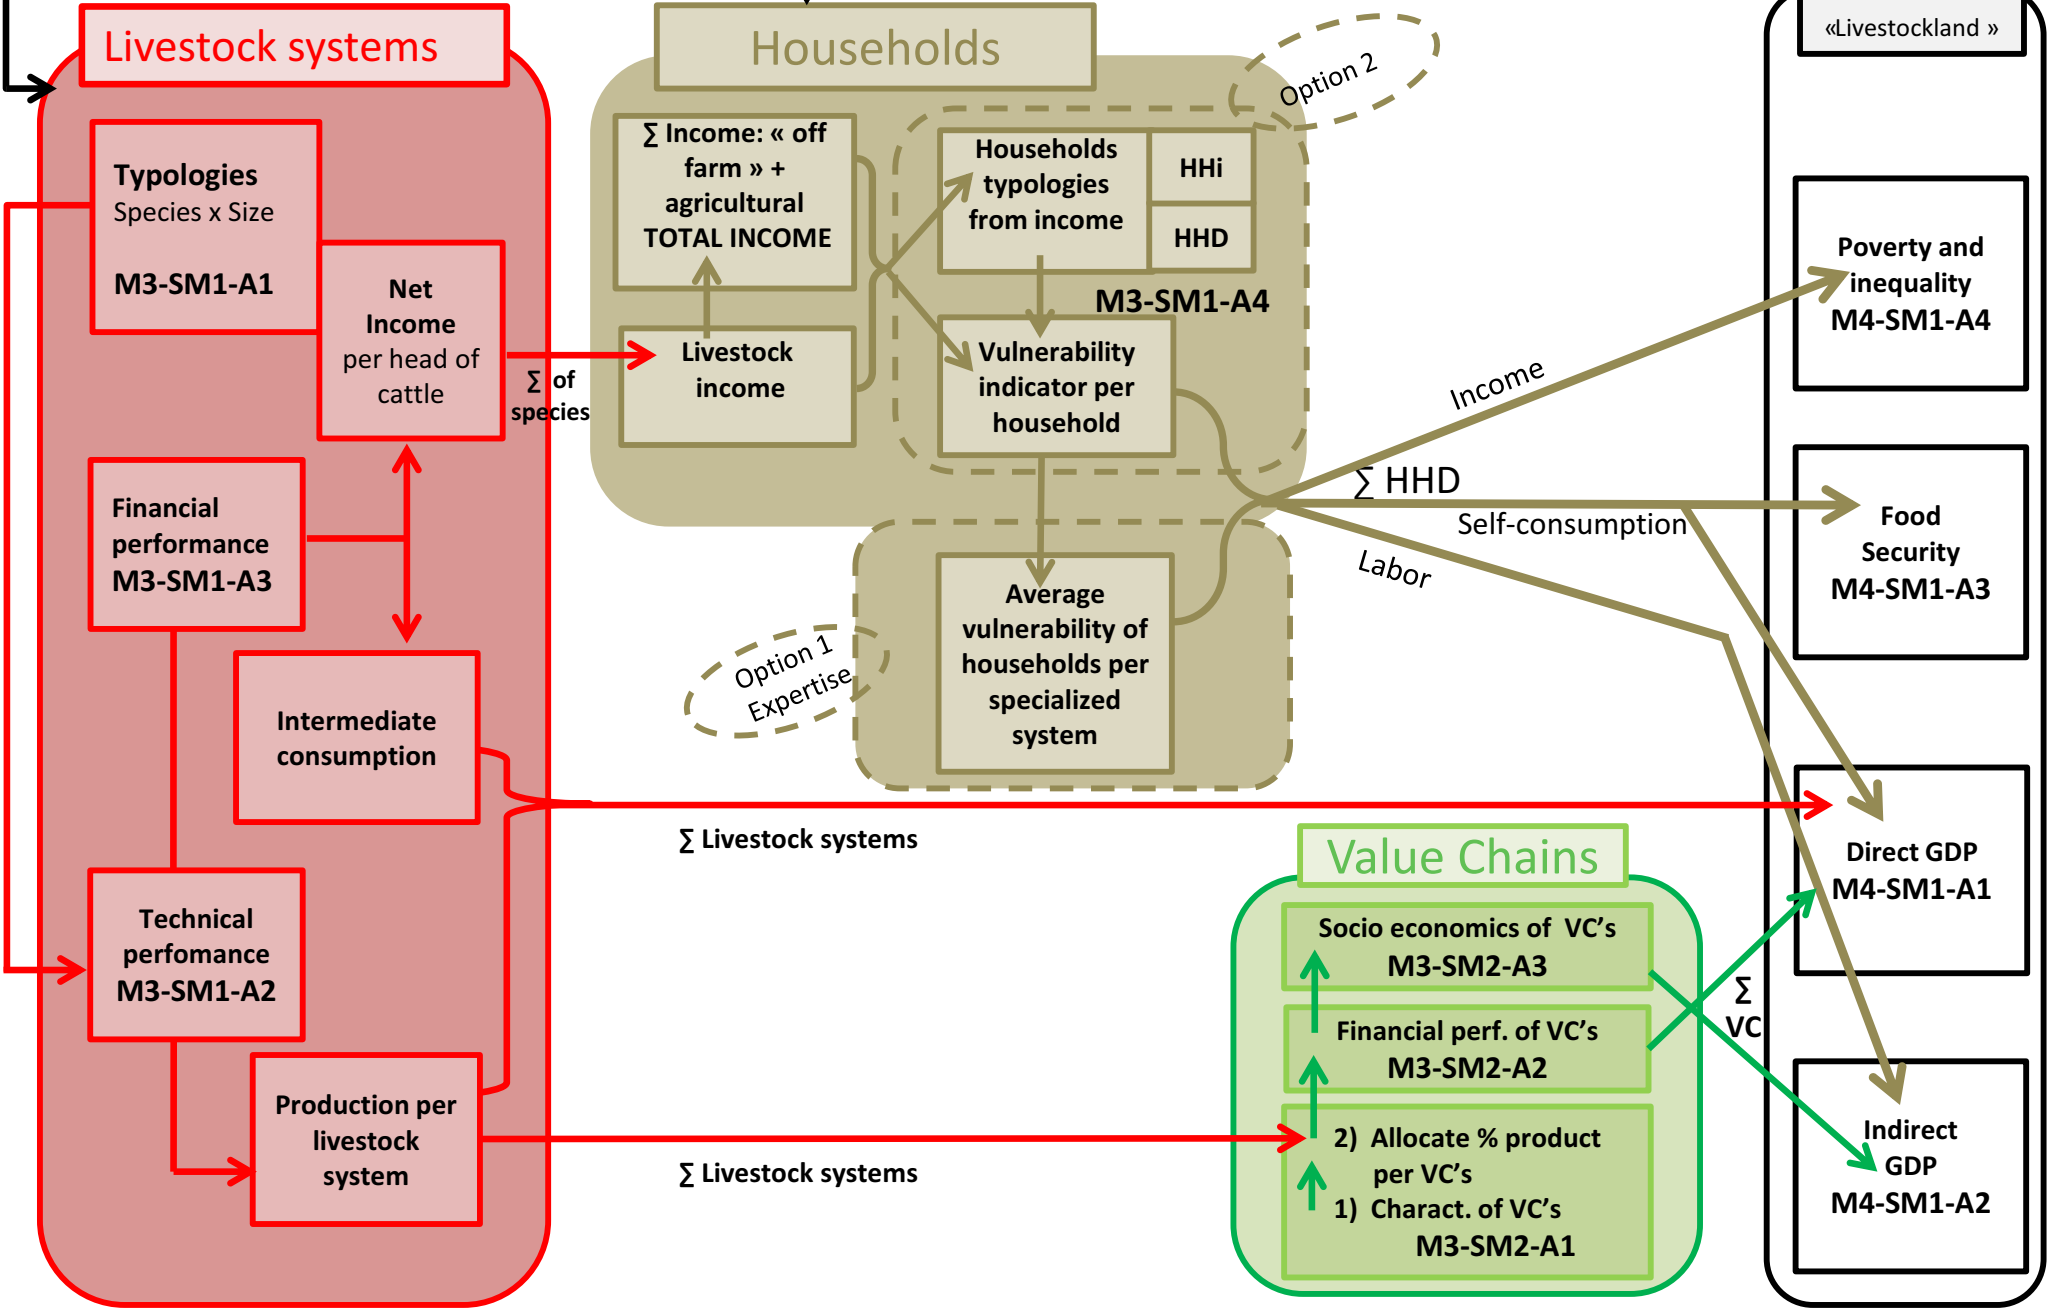 Livestock systems
Typologies
Species x Size
M3-SM1-A1
Net
Income
per head of
cattle
∑ of
species
Financial
performance
M3-SM1-A3
Intermediate
consumption
Technical
perfomance
M3-SM1-A2
Production per
livestock
system
Households
Option 2
∑ Income: « off
farm » +
agricultural
TOTAL INCOME
Livestock
income
Households
typologies
from income
HHi
HHD
M3-SM1-A4
Vulnerability
indicator per
household
Option 1
Expertise
Average
vulnerability of
households per
specialized
system
Income
∑ HHD
Self-consumption
Labor
∑ Livestock systems
∑ Livestock systems
Value Chains
Socio economics of VC's
M3-SM2-A3
Financial perf. of VC's
M3-SM2-A2
2) Allocate % product
per VC's
1) Charact. of VC's
M3-SM2-A1
∑
VC
«Livestockland »
Poverty and
inequality
M4-SM1-A4
Food
Security
M4-SM1-A3
Direct GDP
M4-SM1-A1
Indirect
GDP
M4-SM1-A2